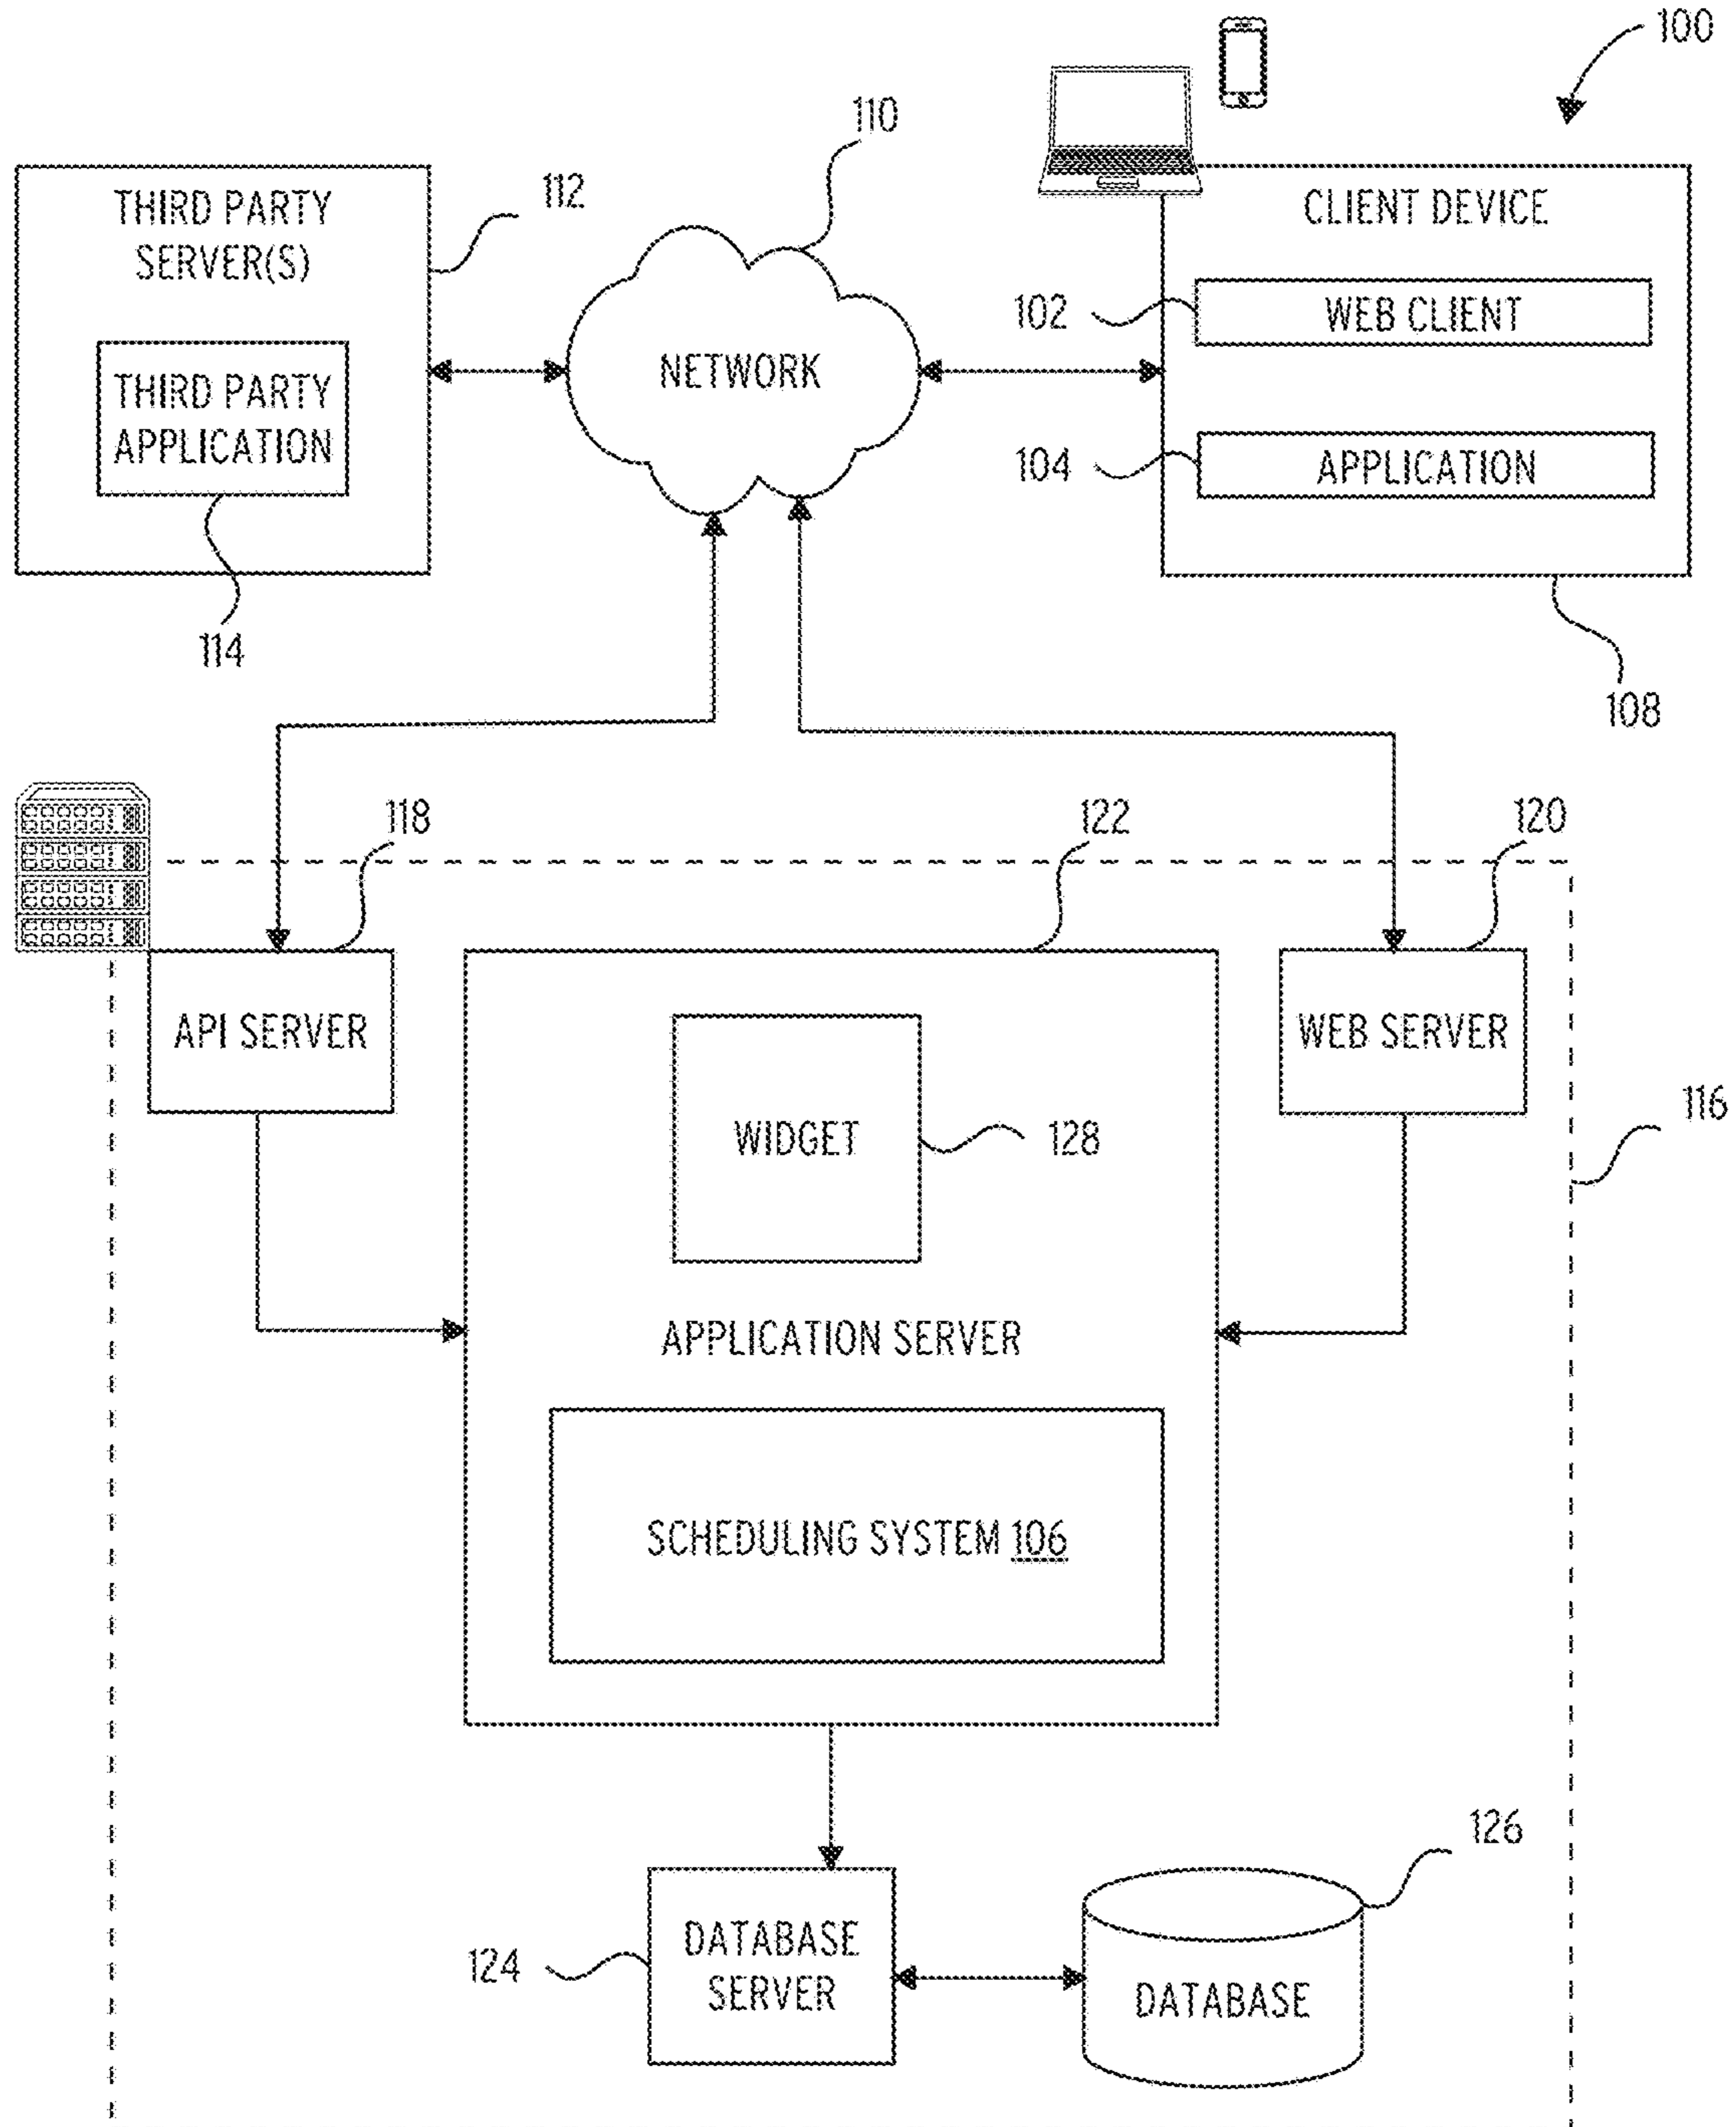 100
110
THIRD PARTY
SERVER(S)
112
CLIENT DEVICE
102
WEB CLIENT
NETWORK
THIRD PARTY
APPLICATION
104
APPLICATION
114
108
118
122
120
API SERVER
WEB SERVER
116
WIDGET
128
APPLICATION SERVER
SCHEDULING SYSTEM 106
126
124
DATABASE
SERVER
DATABASE